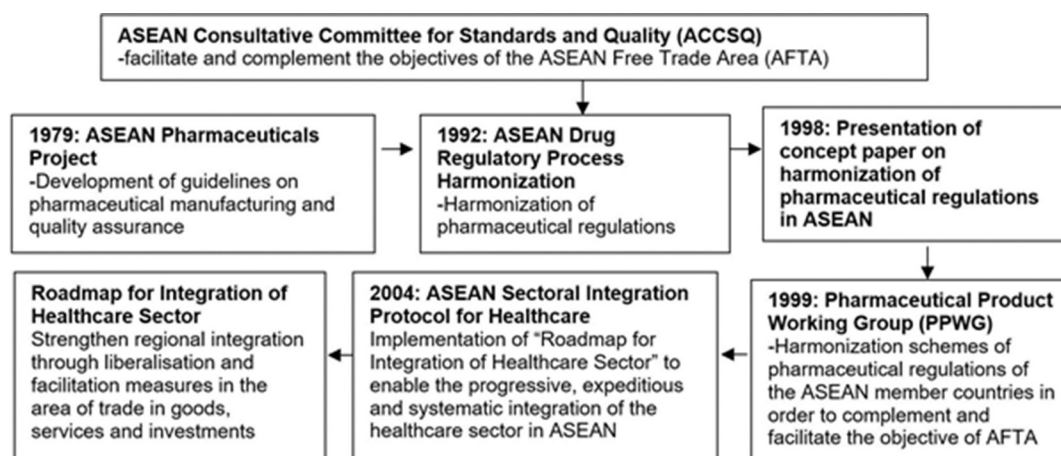 ASEAN Consultative Committee for Standards and Quality (ACCSQ)
-facilitate and complement the objectives of the ASEAN Free Trade Area (AFTA)
1979: ASEAN Pharmaceuticals
Project
-Development of guidelines on
pharmaceutical manufacturing and
quality assurance
1992: ASEAN Drug
Regulatory Process
Harmonization
-Harmonization of
pharmaceutical regulations
1998: Presentation of
concept paper on
harmonization of
pharmaceutical regulations
in ASEAN
1999: Pharmaceutical Product
Working Group (PPWG)
-Harmonization schemes of
pharmaceutical regulations of
the ASEAN member countries in
order to complement and
facilitate the objective of AFTA
2004: ASEAN Sectoral Integration
Protocol for Healthcare
Implementation of “Roadmap for
Integration of Healthcare Sector” to
enable the progressive, expeditious
and systematic integration of the
healthcare sector in ASEAN
Roadmap for Integration of
Healthcare Sector
Strengthen regional integration
through liberalisation and
facilitation measures in the
area of trade in goods,
services and investments